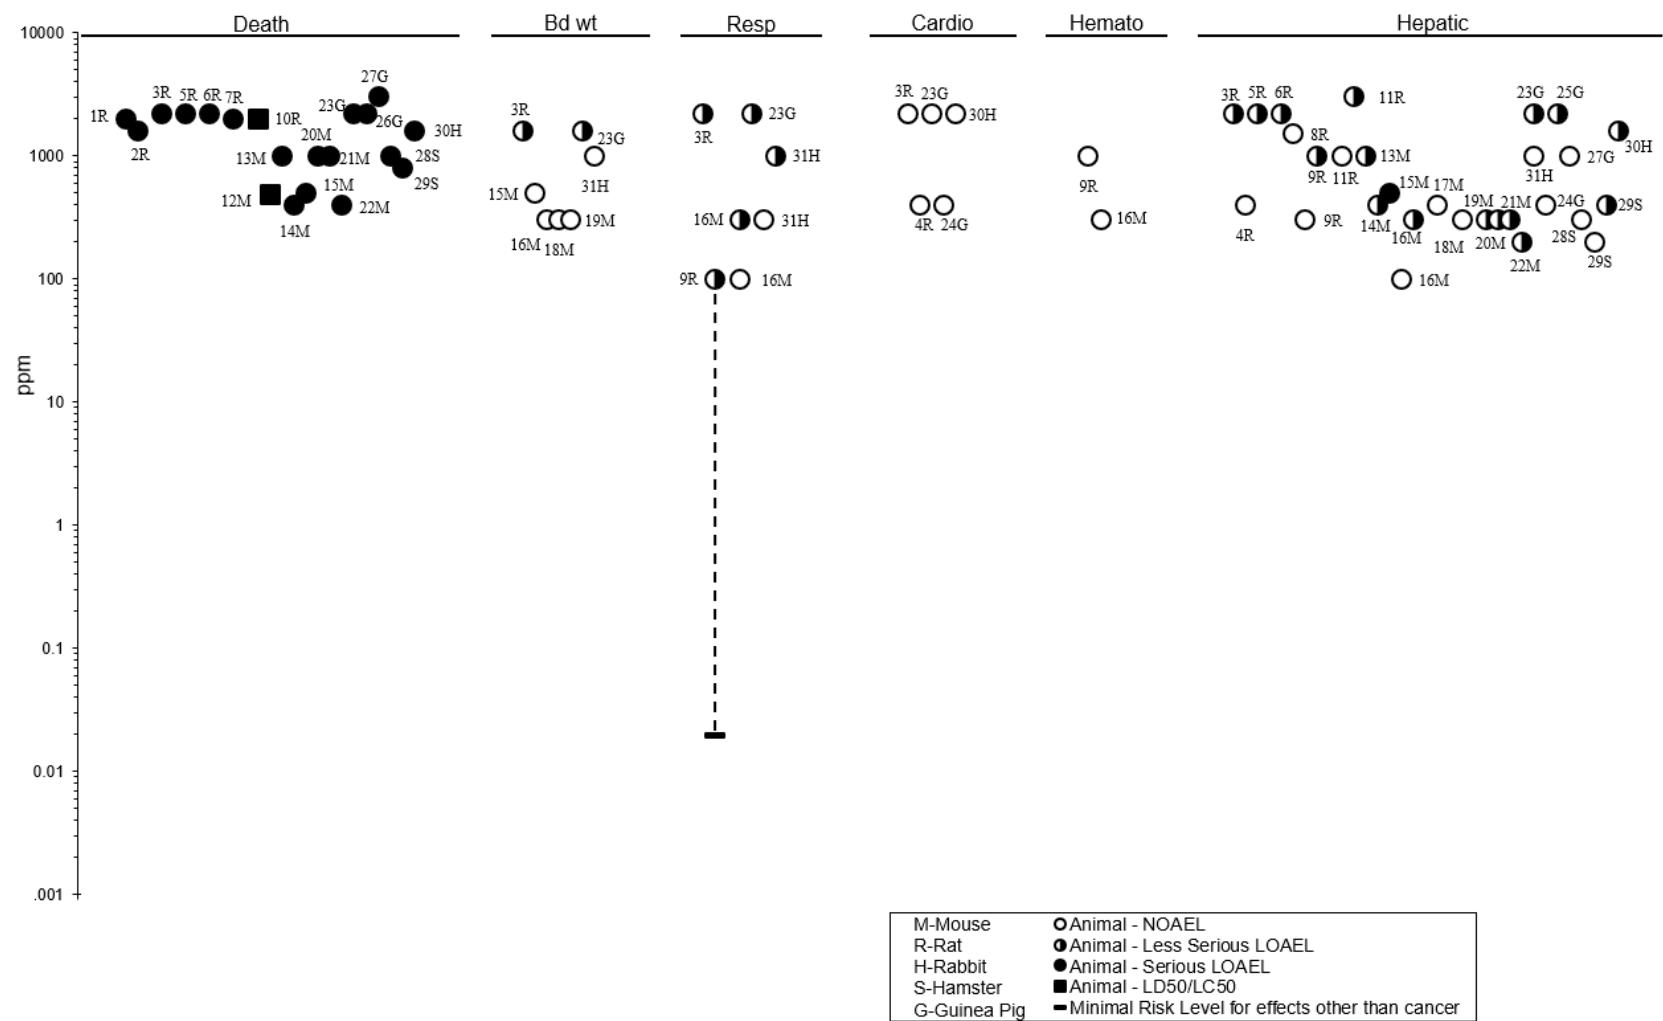 Death Bd wt Resp Cardio Hemato Hepatic
10000
27G
3R 5R 6R 7R 23G 3R 3R 23G 3R 5R 6R 11R 23G 25G
1R 10R 26G 30H 23G 3R 23G 30H 8R 30H
2R 20M
1000 13M 21M 28S 31H 31H 9R 11R 13M 31H 27G
12M 15M 29S 15M 9R 15M 17M
14M 22M 16M 18M 19M 16M 31H 4R 24G 16M 4R 9R 14M 16M 18M 19M 20M 21M 24G 28S 29S
22M 29S
100 9R 16M 16M
ppm
10
1
0.1
0.01
.001
M-Mouse Animal - NOAEL
R-Rat Animal - Less Serious LOAEL
H-Rabbit Animal - Serious LOAEL
S-Hamster Animal - LD50/LC50
G-Guinea Pig Minimal Risk Level for effects other than cancer